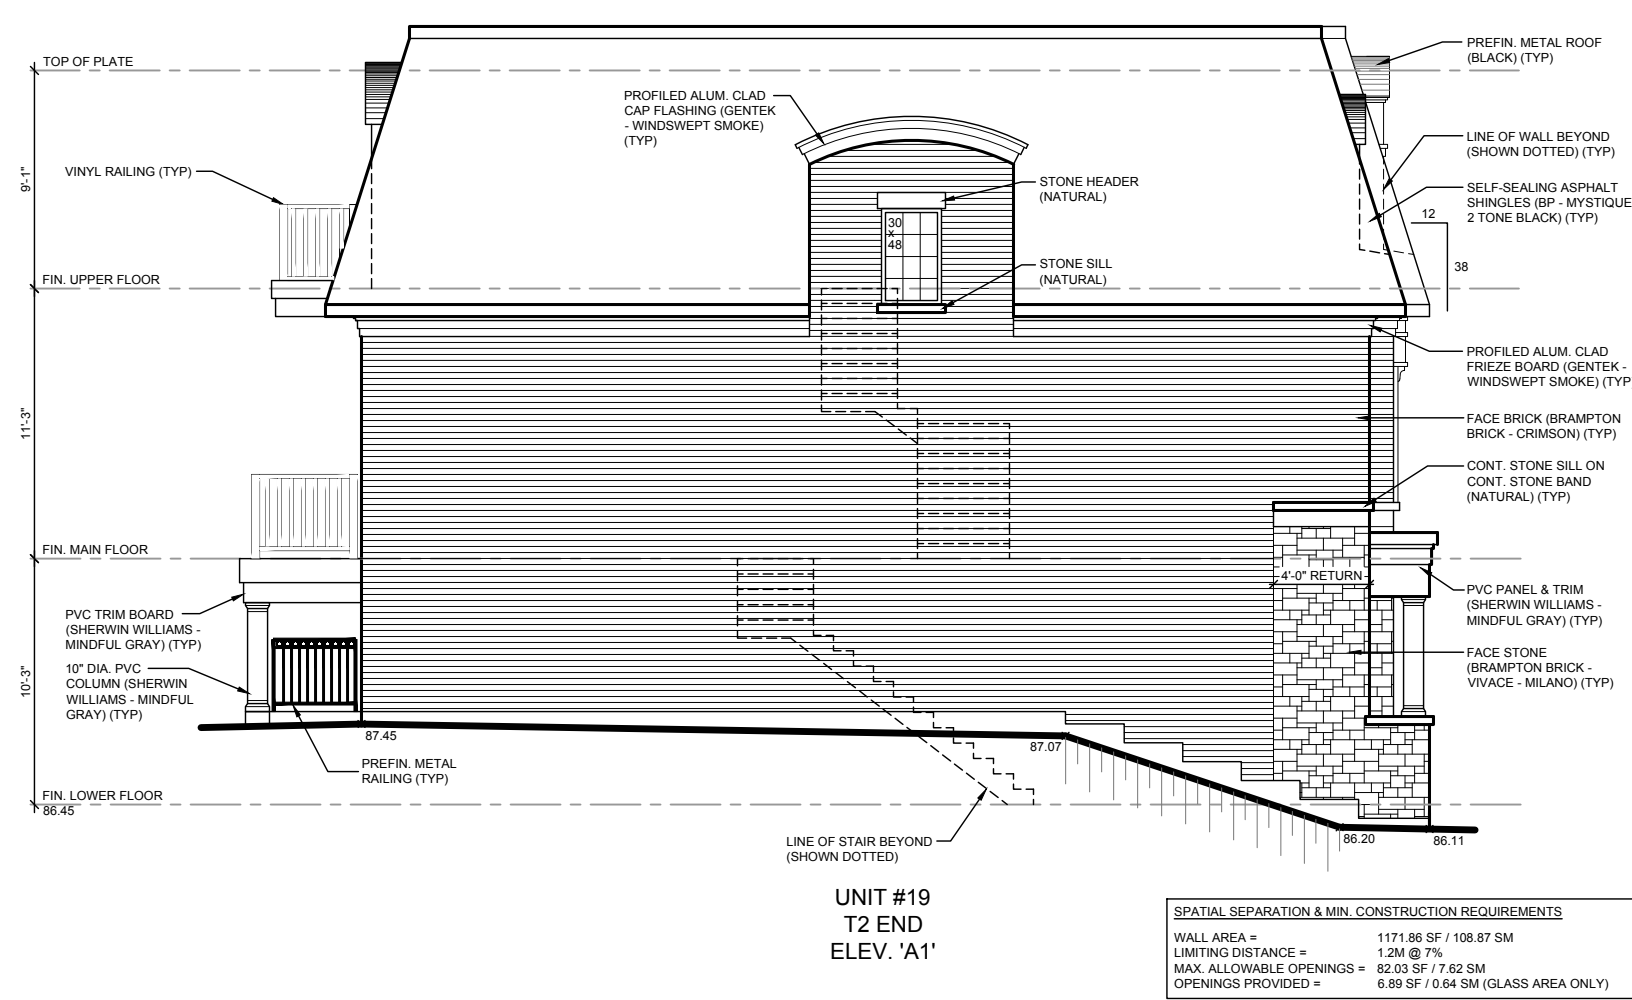 TOP OF PLATE
9'-1"
VINYL RAILING (TYP)
FIN. UPPER FLOOR
11'-3"
FIN. MAIN FLOOR
10'-3"
PVC TRIM BOARD
(SHERWIN WILLIAMS -
MINDFUL GRAY) (TYP)
10" DIA. PVC
COLUMN (SHERWIN
WILLIAMS - MINDFUL
GRAY) (TYP)
FIN. LOWER FLOOR
86.45
PREFIN. METAL
RAILING (TYP)
87.45
PROFILED ALUM. CLAD
CAP FLASHING (GENTEK
- WINDSWEPT SMOKE)
(TYP)
30
x
48
STONE HEADER
(NATURAL)
STONE SILL
(NATURAL)
87.07
LINE OF STAIR BEYOND
(SHOWN DOTTED)
4'-0" RETURN
86.20
86.11
PREFIN. METAL ROOF
(BLACK) (TYP)
LINE OF WALL BEYOND
(SHOWN DOTTED) (TYP)
SELF-SEALING ASPHALT
SHINGLES (BP - MYSTIQUE
2 TONE BLACK) (TYP)
12
38
PROFILED ALUM. CLAD
FRIEZE BOARD (GENTEK -
WINDSWEPT SMOKE) (TYP
FACE BRICK (BRAMPTON
BRICK - CRIMSON) (TYP)
CONT. STONE SILL ON
CONT. STONE BAND
(NATURAL) (TYP)
PVC PANEL & TRIM
(SHERWIN WILLIAMS -
MINDFUL GRAY) (TYP)
FACE STONE
(BRAMPTON BRICK -
VIVACE - MILANO) (TYP)
UNIT #19
T2 END
ELEV. 'A1'
SPATIAL SEPARATION & MIN. CONSTRUCTION REQUIREMENTS
WALL AREA = 1171.86 SF / 108.87 SM
LIMITING DISTANCE = 1.2M @ 7%
MAX. ALLOWABLE OPENINGS = 82.03 SF / 7.62 SM
OPENINGS PROVIDED = 6.89 SF / 0.64 SM (GLASS AREA ONLY)